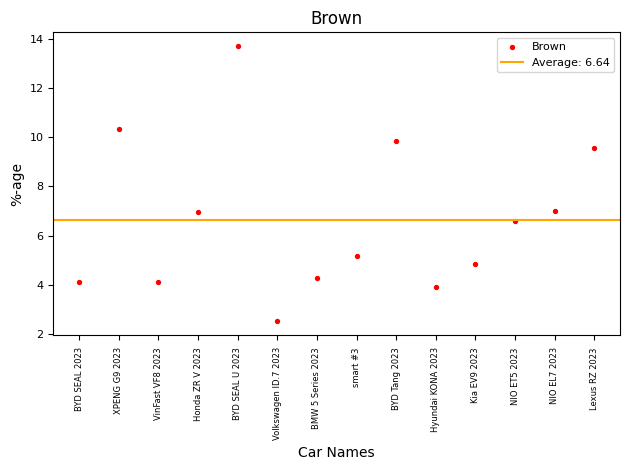 Brown
14
12
10
8
6
4
2
%-age
Brown
Average: 6.64
BYD SEAL 2023
XPENG G9 2023
VinFast VF8 2023
Honda ZR V 2023
BYD SEAL U 2023
Volkswagen ID.7 2023
BMW 5 Series 2023
smart #3
BYD Tang 2023
Hyundai KONA 2023
Kia EV9 2023
NIO ET5 2023
NIO EL7 2023
Lexus RZ 2023
Car Names